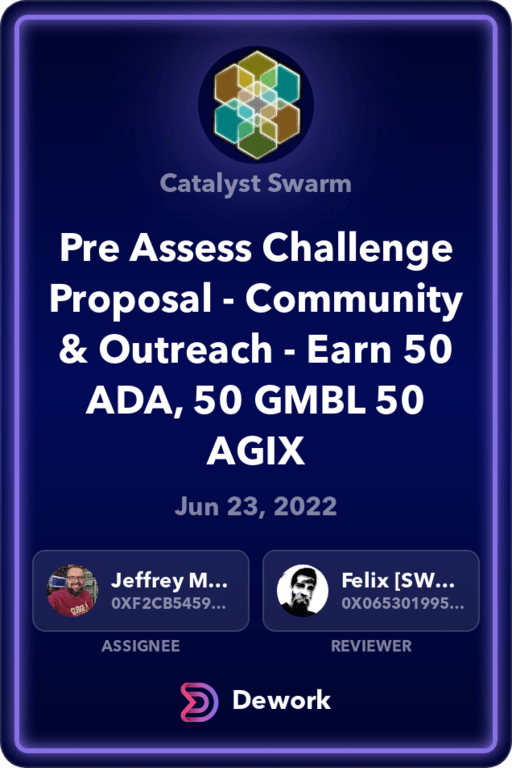 Catalyst Swarm
Pre Assess Challenge
Proposal - Community
& Outreach - Earn 50
ADA, 50 GMBL 50
AGIX
Jun 23, 2022
Jeffrey M...
0XF2CB5459...
Felix [SW...
0X065301995...
ASSIGNEE
REVIEWER
Dework